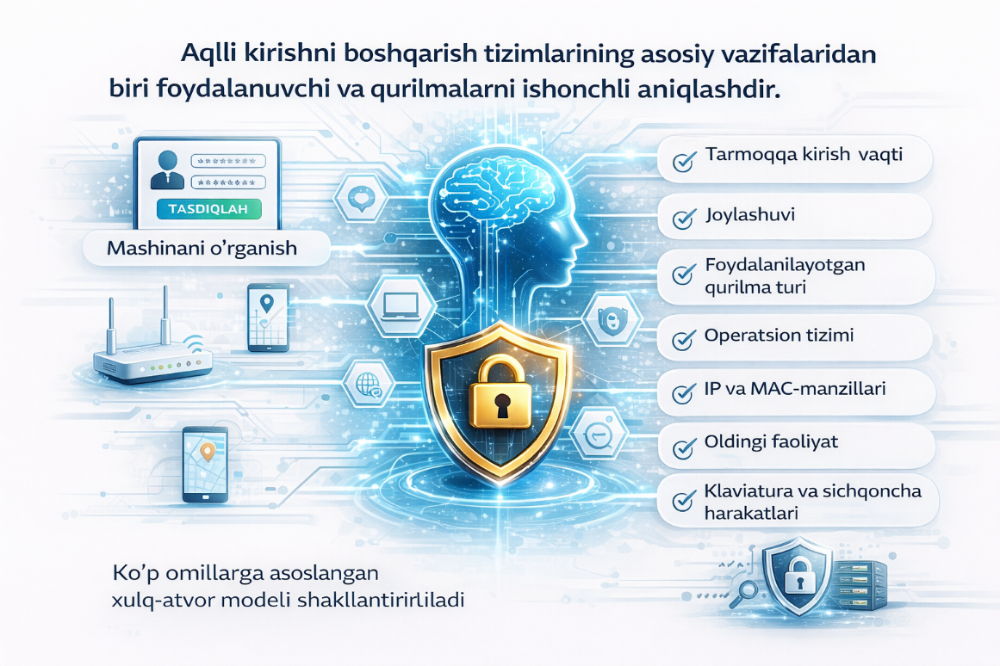 Aqlli kirishni boshqarish tizimlarining asosiy vazifalaridan
biri foydalanuvchi va qurilmalarni ishonchli aniqlashdir.
TASDIQLAH
Mashinani o'rganish
Tarmoqqa kirish vaqti
Joylashuvi
Foydalanilayotgan
qurilma turi
Operatsion tizimi
IP va MAC-manzillari
Oldingi faoliyat
Klaviatura va sichqoncha
harakatlari
Ko'p omillarga asoslangan
xulq-atvor modeli shakllantirirliladi